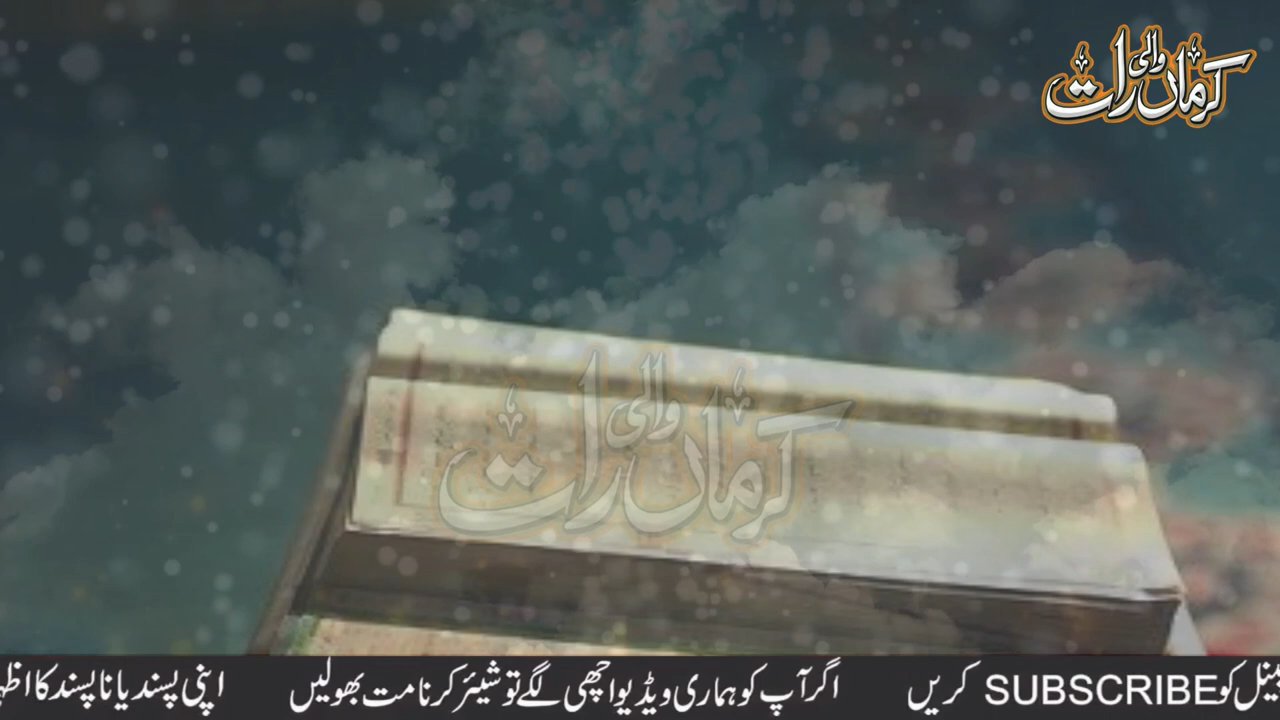 کرماں والی رات
کرماں والی رات
کو SUBSCRIBE کریں اگر آپ کو ہماری ویڈیو اچھی لگے تو شیئر کرنا مت بھولیں اپنی پسند یا ناپسند کا